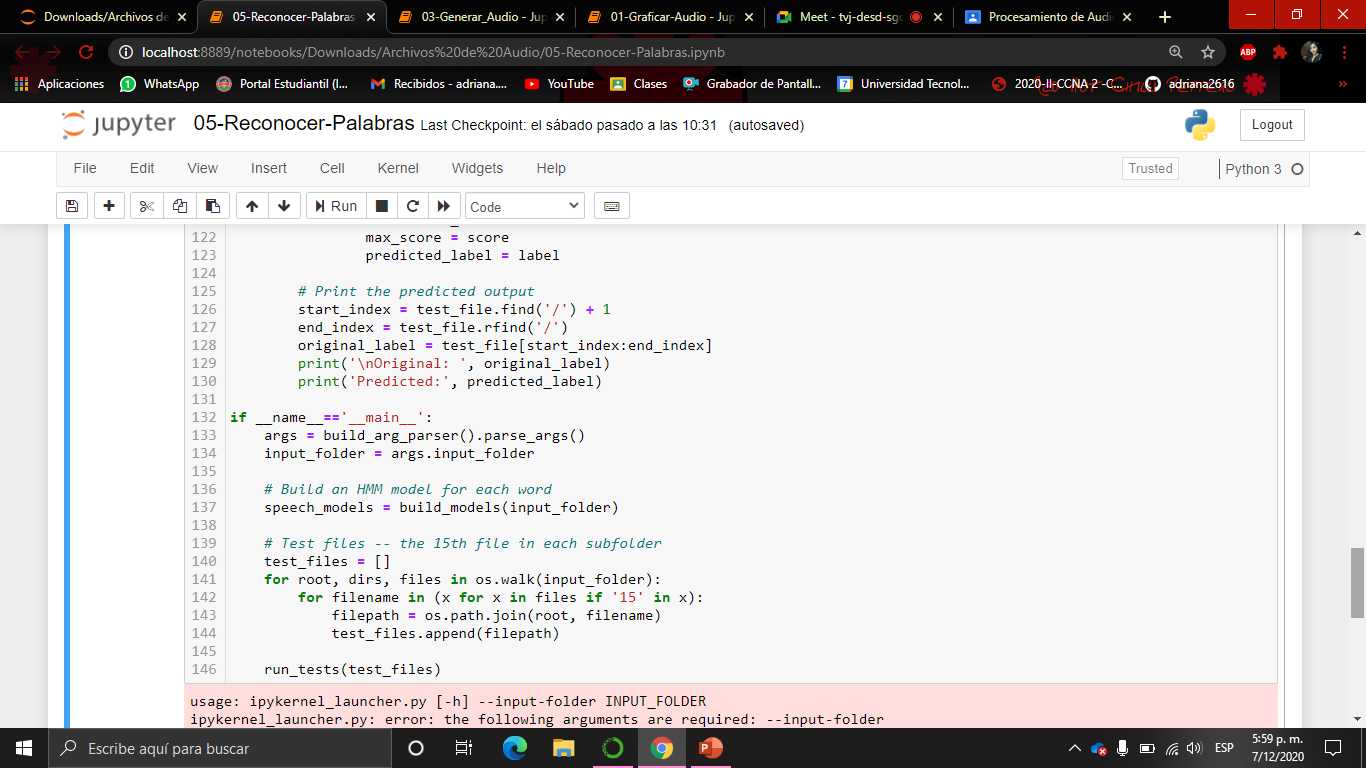 Downloads/Archivos de
05-Reconocer-Palabras
03-Generar_Audio - Jup
01-Graficar-Audio - Jup
Meet - tvj-desd-sgc
Procesamiento de Audi
localhost:8889/notebooks/Downloads/Archivos%20de%20Audio/05-Reconocer-Palabras.ipynb
ABP
Aplicaciones
WhatsApp
Portal Estudiantil (I...
Recibidos - adriana....
YouTube
Clases
Grabador de Pantall...
Universidad Tecnol...
2020-II-CCNA 2 -C...
adriana2616
»
jupyter 05-Reconocer-Palabras Last Checkpoint: el sábado pasado a las 10:31 (autosaved)
Logout
File Edit View Insert Cell Kernel Widgets Help
Trusted
Python 3
Run
Code
122                 max_score = score
123                 predicted_label = label
124
125         # Print the predicted output
126         start_index = test_file.find('/') + 1
127         end_index = test_file.rfind('/')
128         original_label = test_file[start_index:end_index]
129         print('\nOriginal: ', original_label)
130         print('Predicted:', predicted_label)
131
132 if __name__=='__main__':
133     args = build_arg_parser().parse_args()
134     input_folder = args.input_folder
135
136     # Build an HMM model for each word
137     speech_models = build_models(input_folder)
138
139     # Test files -- the 15th file in each subfolder
140     test_files = []
141     for root, dirs, files in os.walk(input_folder):
142         for filename in (x for x in files if '15' in x):
143             filepath = os.path.join(root, filename)
144             test_files.append(filepath)
145
146     run_tests(test_files)
usage: ipykernel_launcher.py [-h] --input-folder INPUT_FOLDER
ipykernel_launcher.py: error: the following arguments are required: --input-folder
Escribe aquí para buscar
ESP
5:59 p. m.
7/12/2020